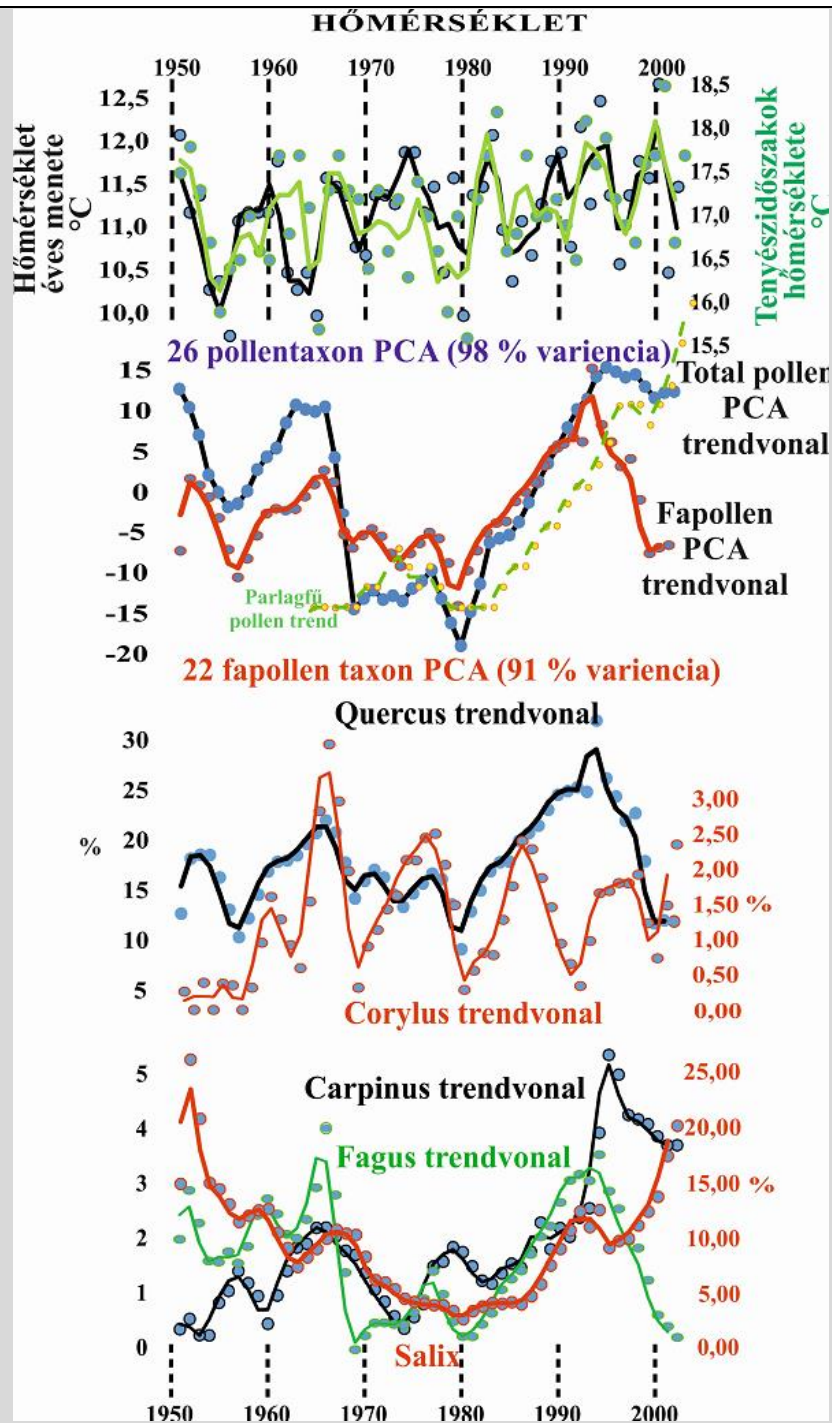 HŐMÉRSÉKLET
1950 1960 1970 1980 1990 2000
Hőmérséklet
éves menete
°C
12,5
12,0
11,5
11,0
10,5
10,0
18,5
18,0
17,5
17,0
16,5
16,0
15,5
Tenyészidőszakok
hőmérséklete
°C
26 pollentaxon PCA (98 % variencia)
15
10
5
0
-5
-10
-15
-20
Total pollen
PCA
trendvonal
Fapollen
PCA
trendvonal
Parlagfű
pollen trend
22 fapollen taxon PCA (91 % variencia)
Quercus trendvonal
30
25
20
15
10
5
%
3,00
2,50
2,00
1,50 %
1,00
0,50
0,00
Corylus trendvonal
5
4
3
2
1
0
Carpinus trendvonal
Fagus trendvonal
25,00
20,00
15,00 %
10,00
5,00
0,00
Salix
1950 1960 1970 1980 1990 2000